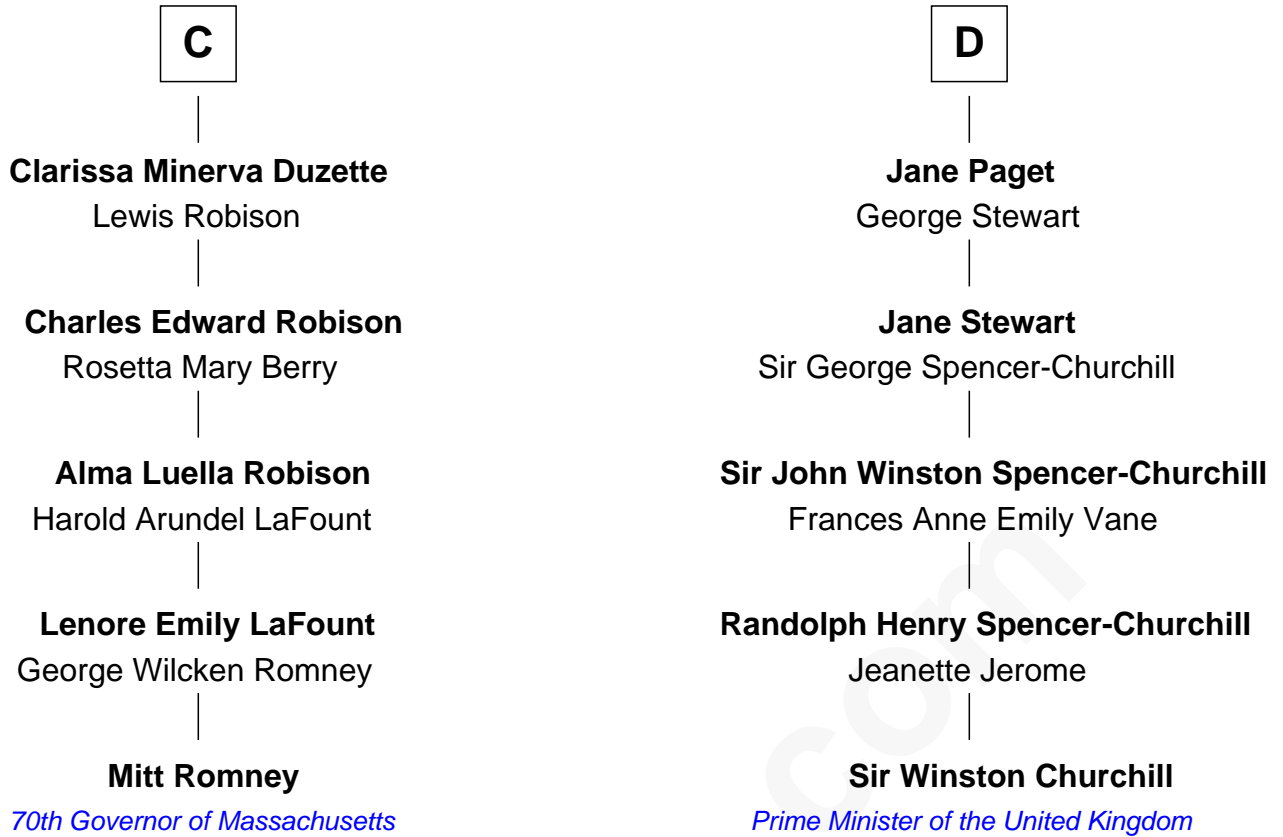 C
Clarissa Minerva Duzette
Lewis Robison
Charles Edward Robison
Rosetta Mary Berry
Alma Luella Robison
Harold Arundel LaFount
Lenore Emily LaFount
George Wilcken Romney
Mitt Romney
70th Governor of Massachusetts
D
Jane Paget
George Stewart
Jane Stewart
Sir George Spencer-Churchill
Sir John Winston Spencer-Churchill
Frances Anne Emily Vane
Randolph Henry Spencer-Churchill
Jeanette Jerome
Sir Winston Churchill
Prime Minister of the United Kingdom
com